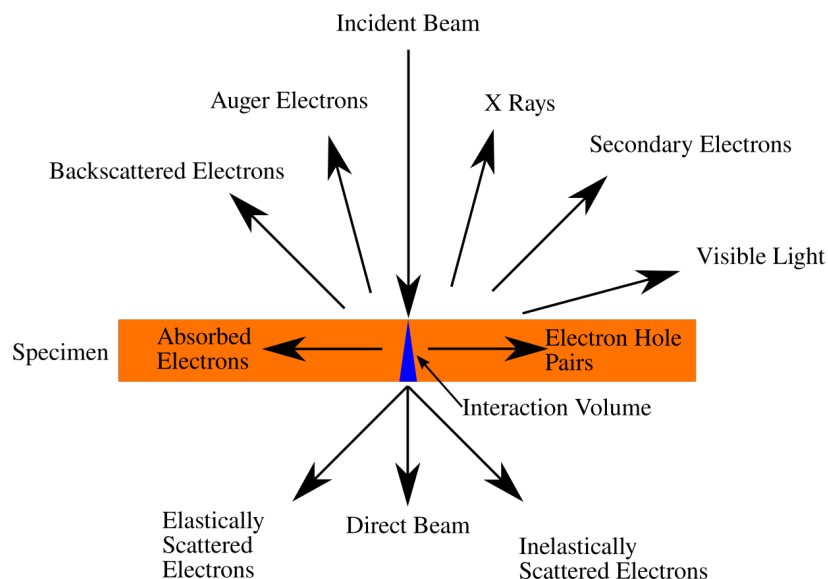 Incident Beam
Auger Electrons
X Rays
Secondary Electrons
Backscattered Electrons
Visible Light
Specimen
Absorbed
Electrons
Electron Hole
Pairs
Interaction Volume
Elastically
Scattered
Electrons
Direct Beam
Inelastically
Scattered Electrons